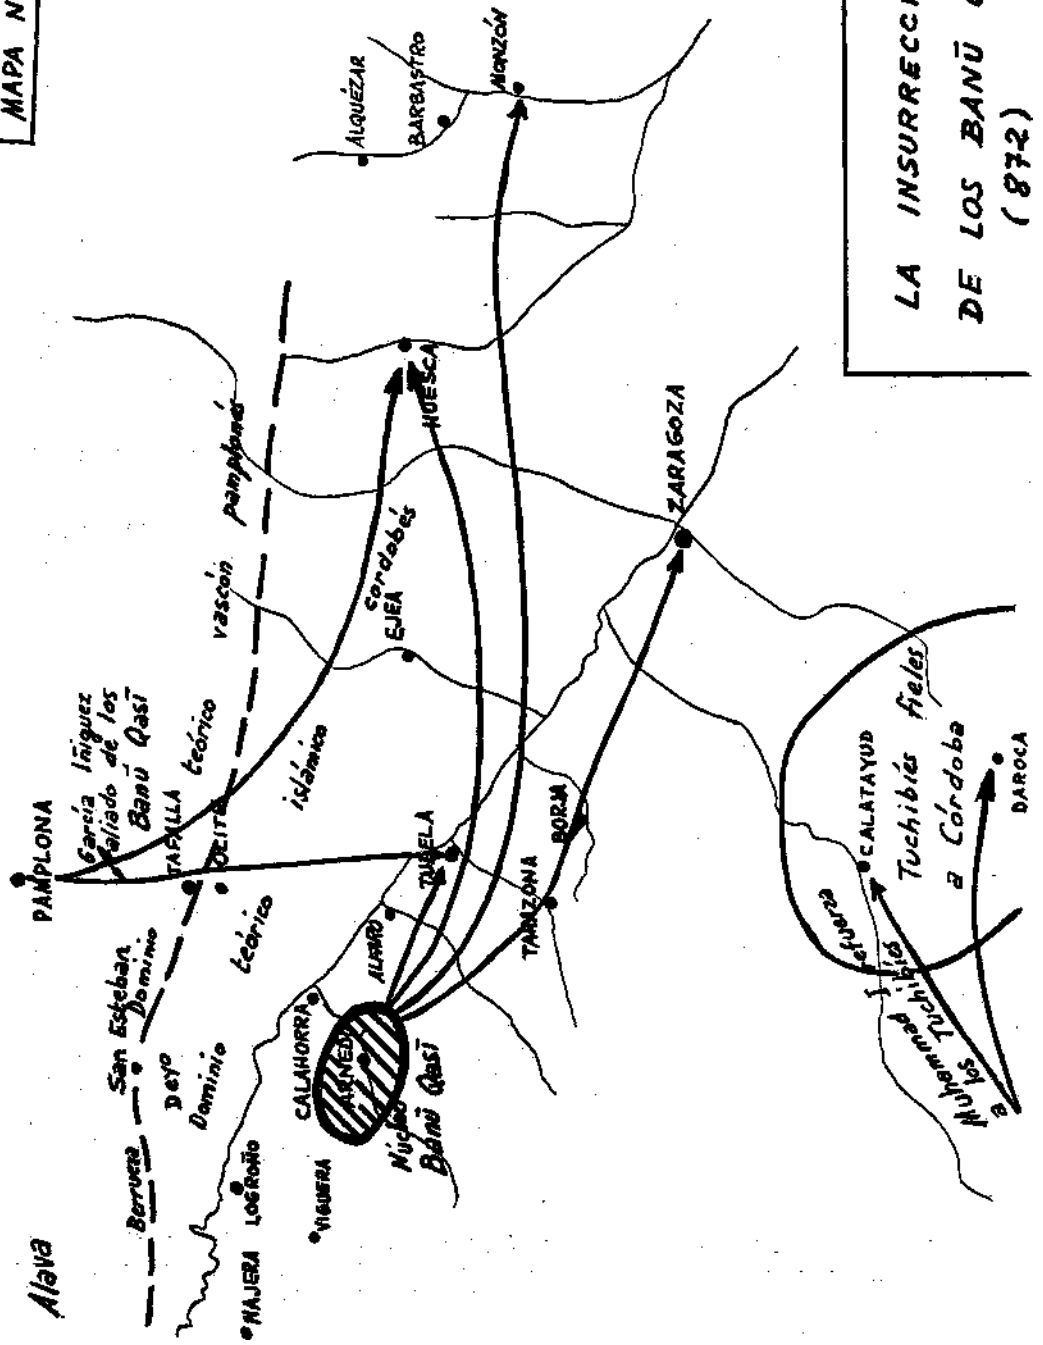 MAPA N
Alava
Berrueza
San Esteban
Deyo
PAMPLONA
García Iñiguez
aliado de los
Banū Qasī
Dominio teórico vascón pamplonés
TAFALLA
OLITE
Dominio teórico islámico cordobés
NAJERA
LOGROÑO
VIGUERA
CALAHORRA
ARNEDO
Núcleo
Banū Qasī
ALFARO
TUDELA
TARAZONA
BORJA
EJEA
HUESCA
ALQUÉZAR
BARBASTRO
MONZÓN
ZARAGOZA
Muhammad I refuerza
a los Tuchibíes
CALATAYUD
Tuchibíes fieles
a Córdoba
DAROCA
LA INSURRECCI
DE LOS BANŪ
(872)